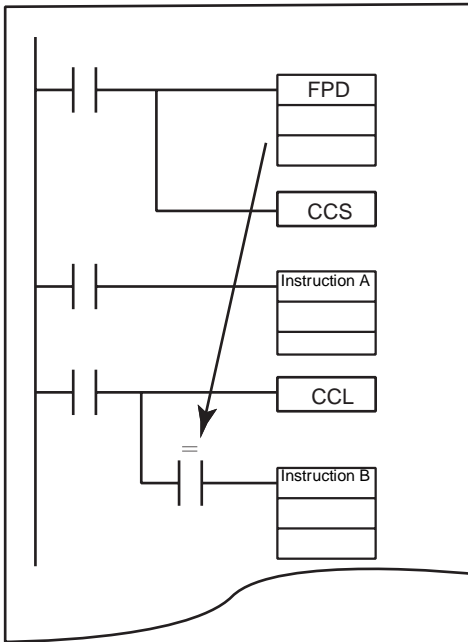 FPD
CCS
Instruction A
CCL
=
Instruction B